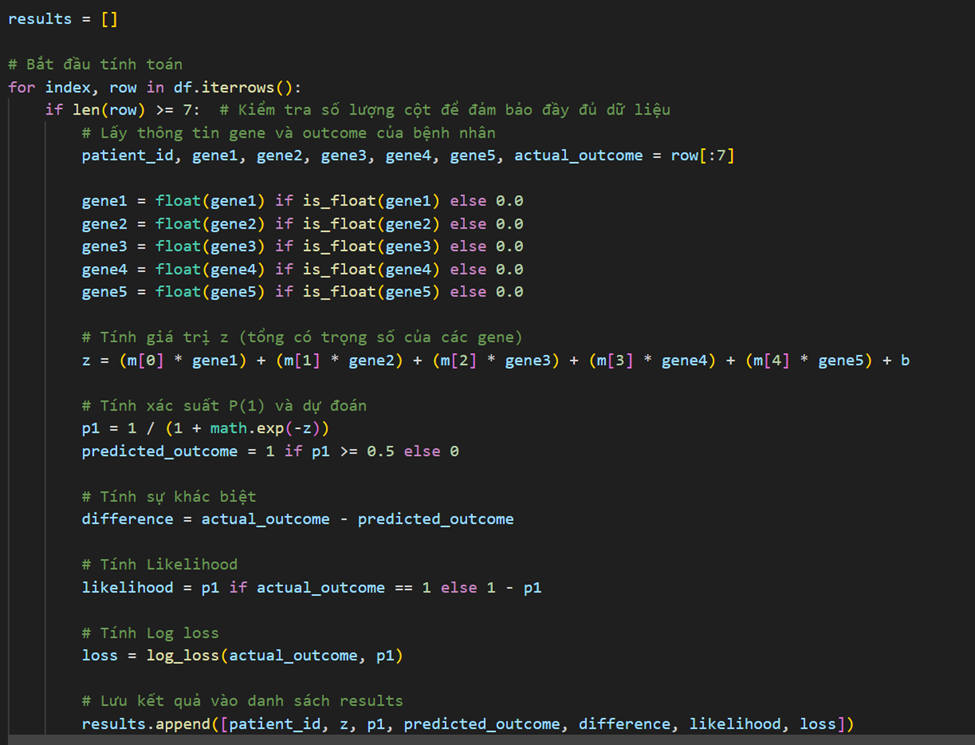 results = []
# Bắt đầu tính toán
for index, row in df.iterrows():
    if len(row) >= 7:  # Kiểm tra số lượng cột để đảm bảo đầy đủ dữ liệu
        # Lấy thông tin gene và outcome của bệnh nhân
        patient_id, gene1, gene2, gene3, gene4, gene5, actual_outcome = row[:7]
        gene1 = float(gene1) if is_float(gene1) else 0.0
        gene2 = float(gene2) if is_float(gene2) else 0.0
        gene3 = float(gene3) if is_float(gene3) else 0.0
        gene4 = float(gene4) if is_float(gene4) else 0.0
        gene5 = float(gene5) if is_float(gene5) else 0.0
        # Tính giá trị z (tổng có trọng số của các gene)
        z = (m[0] * gene1) + (m[1] * gene2) + (m[2] * gene3) + (m[3] * gene4) + (m[4] * gene5) + b
        # Tính xác suất P(1) và dự đoán
        p1 = 1 / (1 + math.exp(-z))
        predicted_outcome = 1 if p1 >= 0.5 else 0
        # Tính sự khác biệt
        difference = actual_outcome - predicted_outcome
        # Tính Likelihood
        likelihood = p1 if actual_outcome == 1 else 1 - p1
        # Tính Log loss
        loss = log_loss(actual_outcome, p1)
        # Lưu kết quả vào danh sách results
        results.append([patient_id, z, p1, predicted_outcome, difference, likelihood, loss])